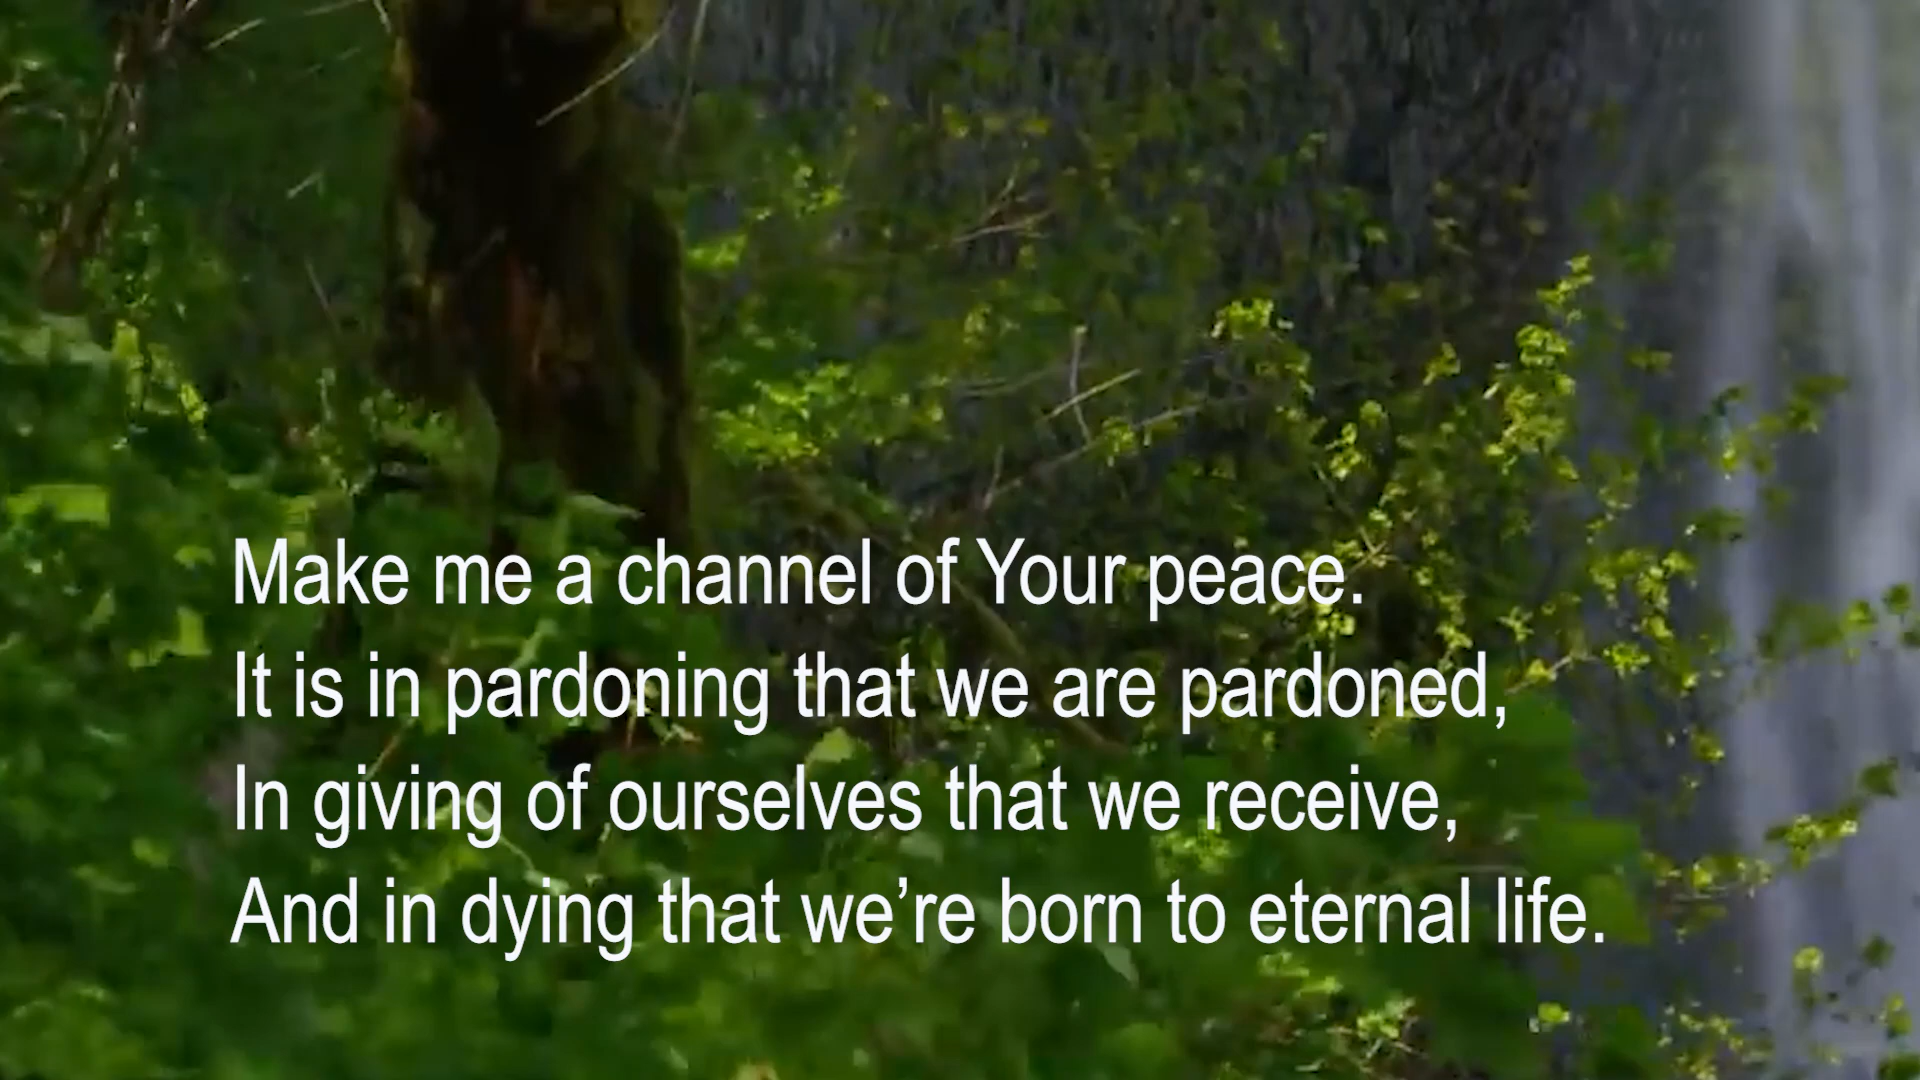 Make me a channel of Your peace.
It is in pardoning that we are pardoned,
In giving of ourselves that we receive,
And in dying that we’re born to eternal life.